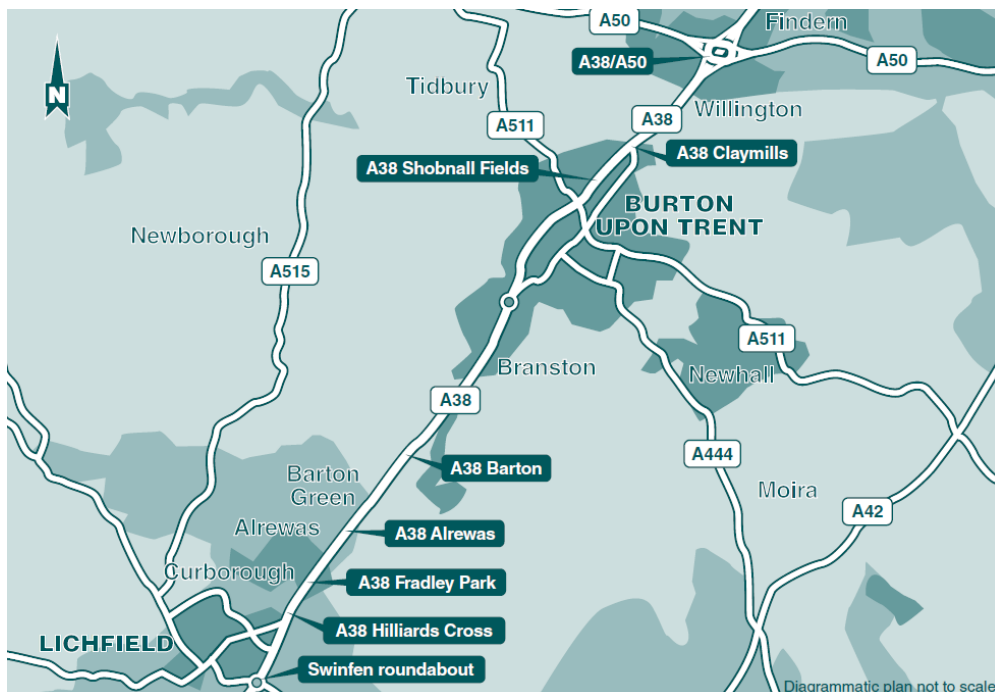 A50
Findern
A38/A50
A50
Tidbury
A511
A38
Willington
A38 Claymills
A38 Shobnall Fields
BURTON
UPON TRENT
Newborough
A515
A511
Branston
Newhall
A38
A444
A38 Barton
Barton
Green
Moira
A42
Alrewas
A38 Alrewas
Curborough
A38 Fradley Park
A38 Hilliards Cross
LICHFIELD
Swinfen roundabout
N
Diagrammatic plan not to scale